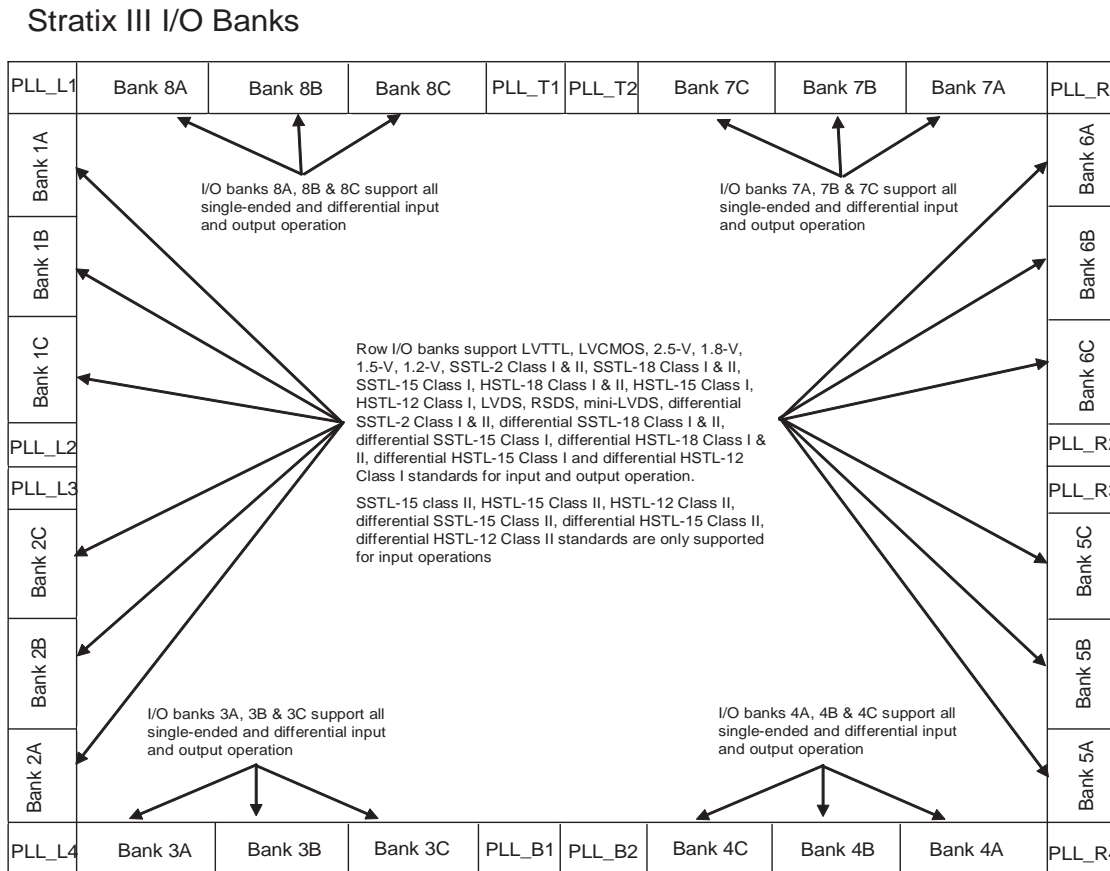 Stratix III I/O Banks
PLL_L1
Bank 8A
Bank 8B
Bank 8C
PLL_T1
PLL_T2
Bank 7C
Bank 7B
Bank 7A
PLL_R
Bank 1A
Bank 1B
Bank 1C
PLL_L2
PLL_L3
Bank 2C
Bank 2B
Bank 2A
I/O banks 8A, 8B & 8C support all
single-ended and differential input
and output operation
I/O banks 7A, 7B & 7C support all
single-ended and differential input
and output operation
Row I/O banks support LVTTL, LVCMOS, 2.5-V, 1.8-V,
1.5-V, 1.2-V, SSTL-2 Class I & II, SSTL-18 Class I & II,
SSTL-15 Class I, HSTL-18 Class I & II, HSTL-15 Class I,
HSTL-12 Class I, LVDS, RSDS, mini-LVDS, differential
SSTL-2 Class I & II, differential SSTL-18 Class I & II,
differential SSTL-15 Class I, differential HSTL-18 Class I &
II, differential HSTL-15 Class I and differential HSTL-12
Class I standards for input and output operation.
SSTL-15 class II, HSTL-15 Class II, HSTL-12 Class II,
differential SSTL-15 Class II, differential HSTL-15 Class II,
differential HSTL-12 Class II standards are only supported
for input operations
I/O banks 3A, 3B & 3C support all
single-ended and differential input
and output operation
I/O banks 4A, 4B & 4C support all
single-ended and differential input
and output operation
Bank 6A
Bank 6B
Bank 6C
PLL_R2
PLL_R3
Bank 5C
Bank 5B
Bank 5A
PLL_L4
Bank 3A
Bank 3B
Bank 3C
PLL_B1
PLL_B2
Bank 4C
Bank 4B
Bank 4A
PLL_R4